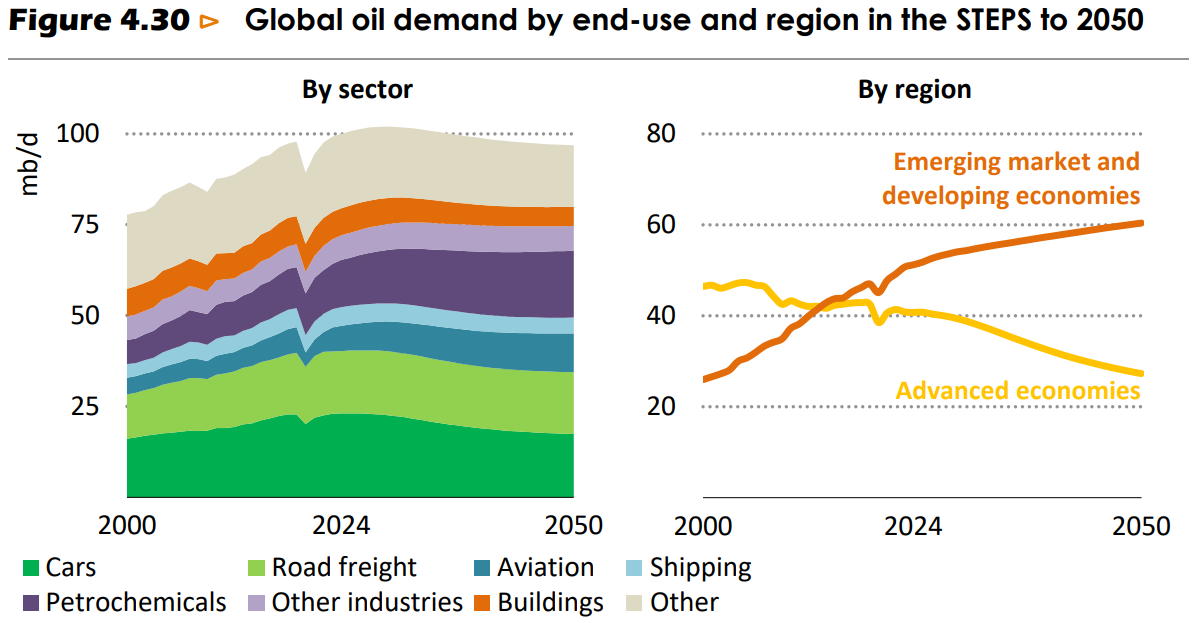 Figure 4.30 ▻ Global oil demand by end-use and region in the STEPS to 2050
By sector
mb/d
100
75
50
25
2000
2024
2050
By region
80
60
40
20
Emerging market and
developing economies
Advanced economies
2000
2024
2050
Cars
Road freight
Aviation
Shipping
Petrochemicals
Other industries
Buildings
Other